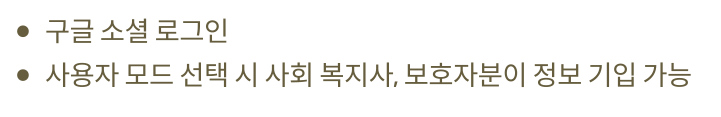 • 구글 소셜 로그인
• 사용자 모드 선택 시 사회 복지사, 보호자분이 정보 기입 가능